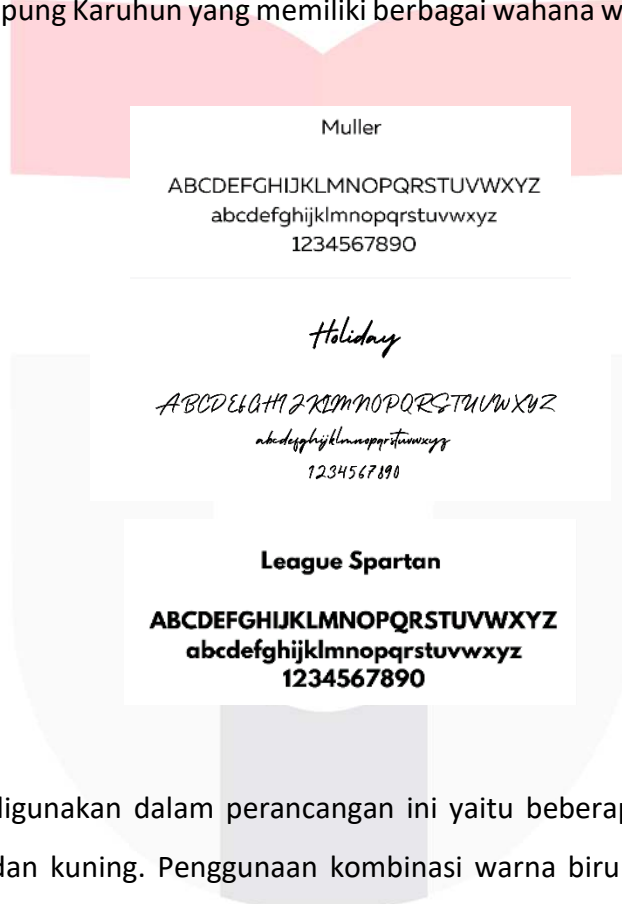 pung Karuhun yang memiliki berbagai wahana w
Muller
ABCDEFGHIJKLMNOPQRSTUVWXYZ
abcdefghijklmnopqrstuvwxyz
1234567890
Holiday
ABCDEFGHIJKLMNOPQRSTUVWXYZ
abcdefghijklmnopqrstuvwxyz
1234567890
League Spartan
ABCDEFGHIJKLMNOPQRSTUVWXYZ
abcdefghijklmnopqrstuvwxyz
1234567890
digunakan dalam perancangan ini yaitu beberap
dan kuning. Penggunaan kombinasi warna biru